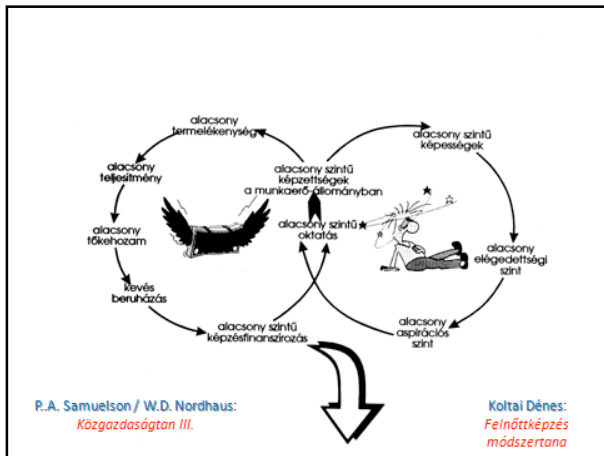 alacsony
termelékenység
alacsony
teljesítmény
alacsony
tőkehozam
kevés
beruházás
alacsony szintű
képzésfinanszírozás
alacsony szintű
képzettségek
a munkaerő-állományban
alacsony szintű
oktatás
alacsony szintű
képességek
alacsony
elégedettségi
szint
alacsony
aspirációs
szint
P..A. Samuelson / W.D. Nordhaus:
Közgazdaságtan III.
Koltai Dénes:
Felnőttképzés
módszertana